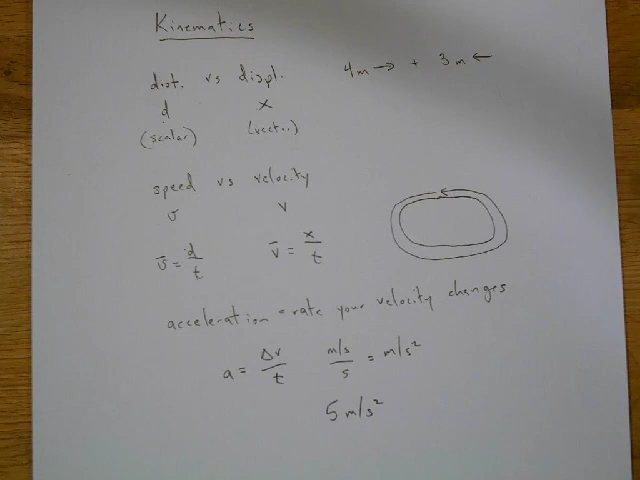 Kinematics
dist. vs displ. 4m → + 3m ←
d x
(scalar) (vector)
speed vs velocity
v
v̄ = d/t v̄ = x/t
acceleration = rate your velocity changes
a = Δv/t m/s/s = m/s²
5 m/s²